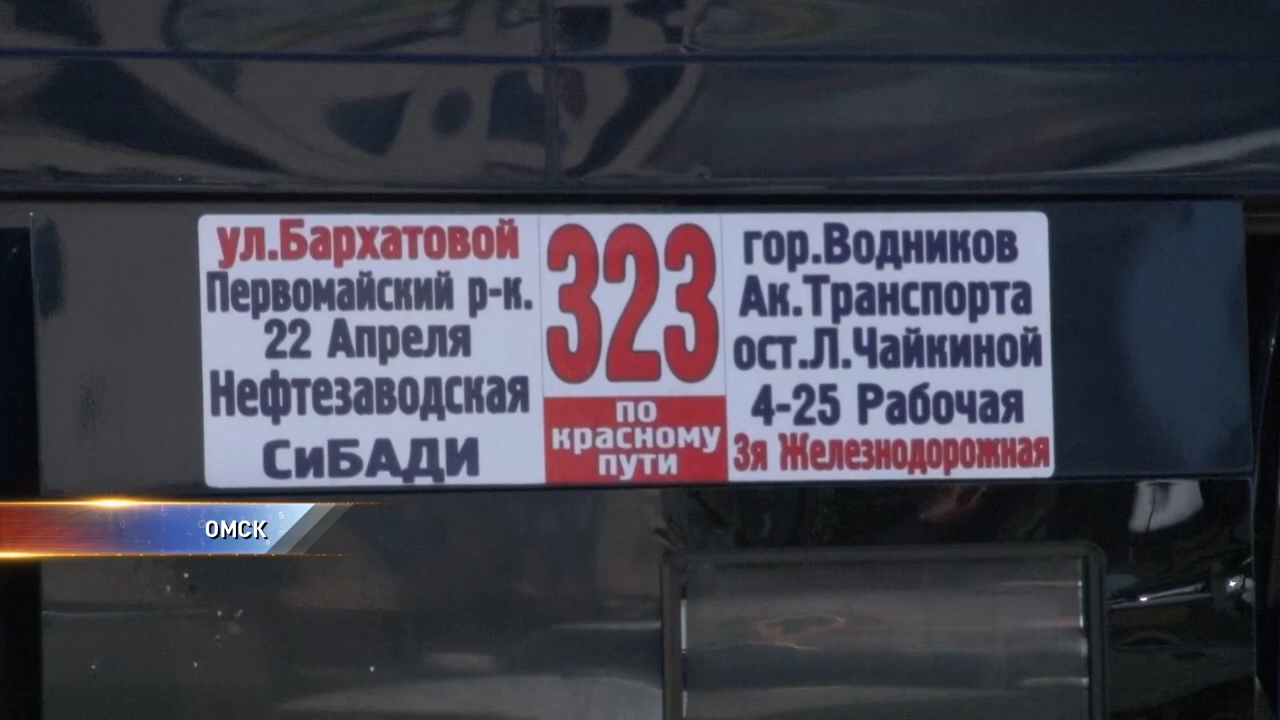 ул.Бархатовой
Первомайский р-к.
22 Апреля
Нефтезаводская
СиБАДИ
323
по
красному
пути
гор.Водников
Ак.Транспорта
ост.Л.Чайкиной
4-25 Рабочая
3я Железнодорожная
ОМСК